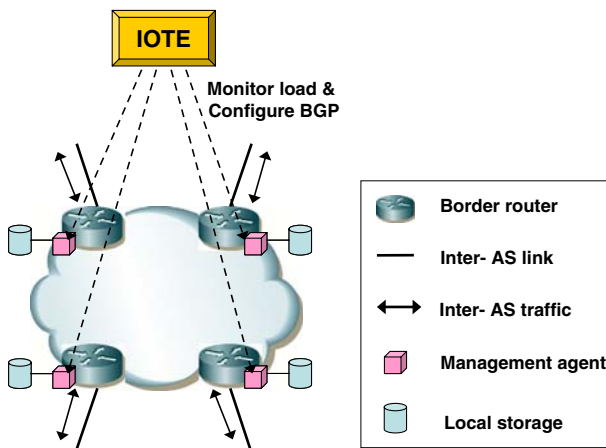 IOTE
Monitor load &
Configure BGP
Border router
Inter- AS link
Inter- AS traffic
Management agent
Local storage